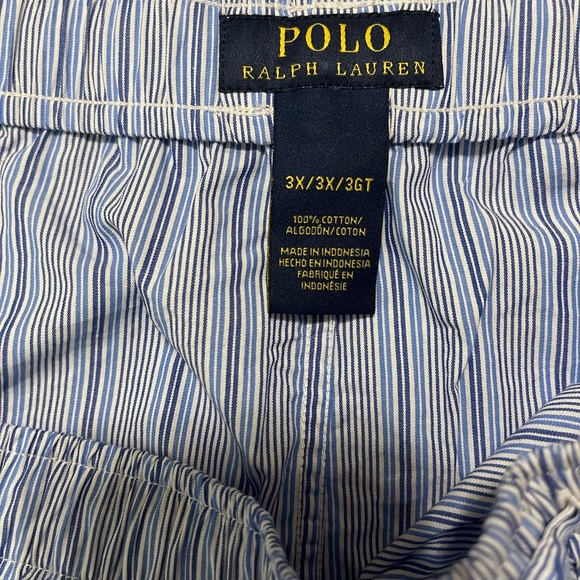 POLO
RALPH LAUREN
3X/3X/3GT
100% COTTON/
ALGODÓN/COTON
MADE IN INDONESIA
HECHO EN INDONESIA
FABRIQUÉ EN
INDONÉSIE